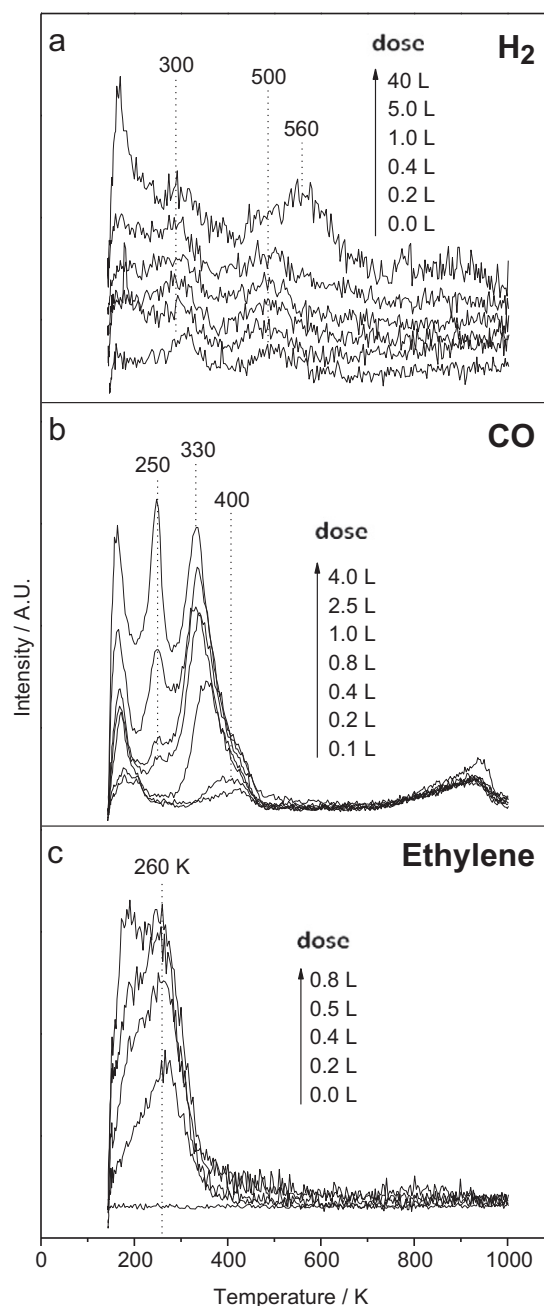 a
dose
H2
300
500
560
40 L
5.0 L
1.0 L
0.4 L
0.2 L
0.0 L
b
CO
250
330
400
dose
4.0 L
2.5 L
1.0 L
0.8 L
0.4 L
0.2 L
0.1 L
Intensity / A.U.
c
Ethylene
260 K
dose
0.8 L
0.5 L
0.4 L
0.2 L
0.0 L
0 200 400 600 800 1000
Temperature / K